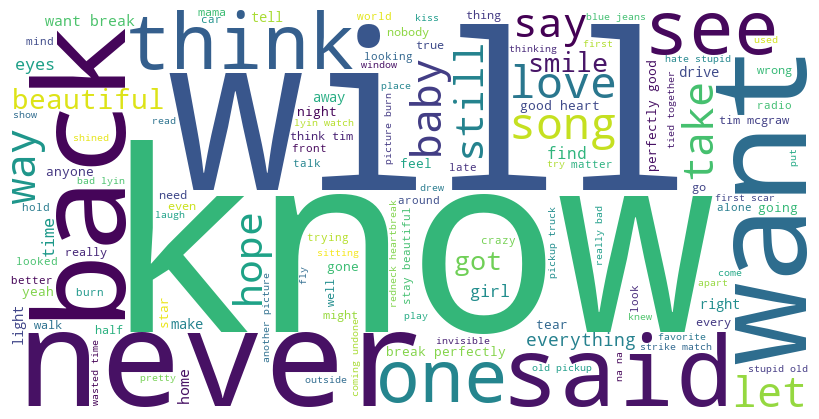 mama
kiss
world
blue jeans
want break
car
tell
nobody
thing
think
say
see
mind
looking
true
thinking
first
used
eyes
window
smile
hate stupid
back
will
baby
still
love
drive
wrong
want
beautiful
place
picture burn
good heart
perfectly good
tied together
radio
show
away
song
take
tim mcgraw
shined
read
night
think tim
front
put
way
anyone
talk
feel
late
find
try
matter
go
first scar
bad lyin
lyin watch
hold
need
even
around
alone
going
know
laugh
drew
time
really
hope
trying
crazy
pickup truck
really bad
come
looked
sitting
gone
got
look
apart
better
yeah
burn
fly
well
redneck heartbreak
stay beautiful
girl
knew
right
every
light
walk
half
star
make
another picture
might
play
tear
favorite
never
invisible
everything
strike match
wasted time
home
coming undone
break perfectly
one
said
na na
stupid old
pretty
outside
old pickup
let